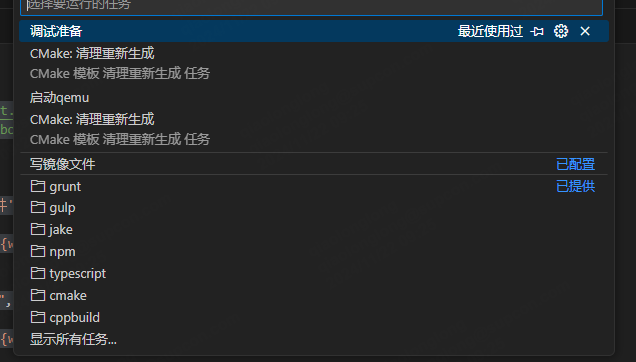 选择要运行的任务
调试准备 最近使用过
CMake: 清理重新生成
CMake 模板 清理重新生成 任务
启动qemu
CMake: 清理重新生成
CMake 模板 清理重新生成 任务
写镜像文件 已配置
grunt 已提供
gulp
jake
npm
typescript
cmake
cppbuild
显示所有任务...